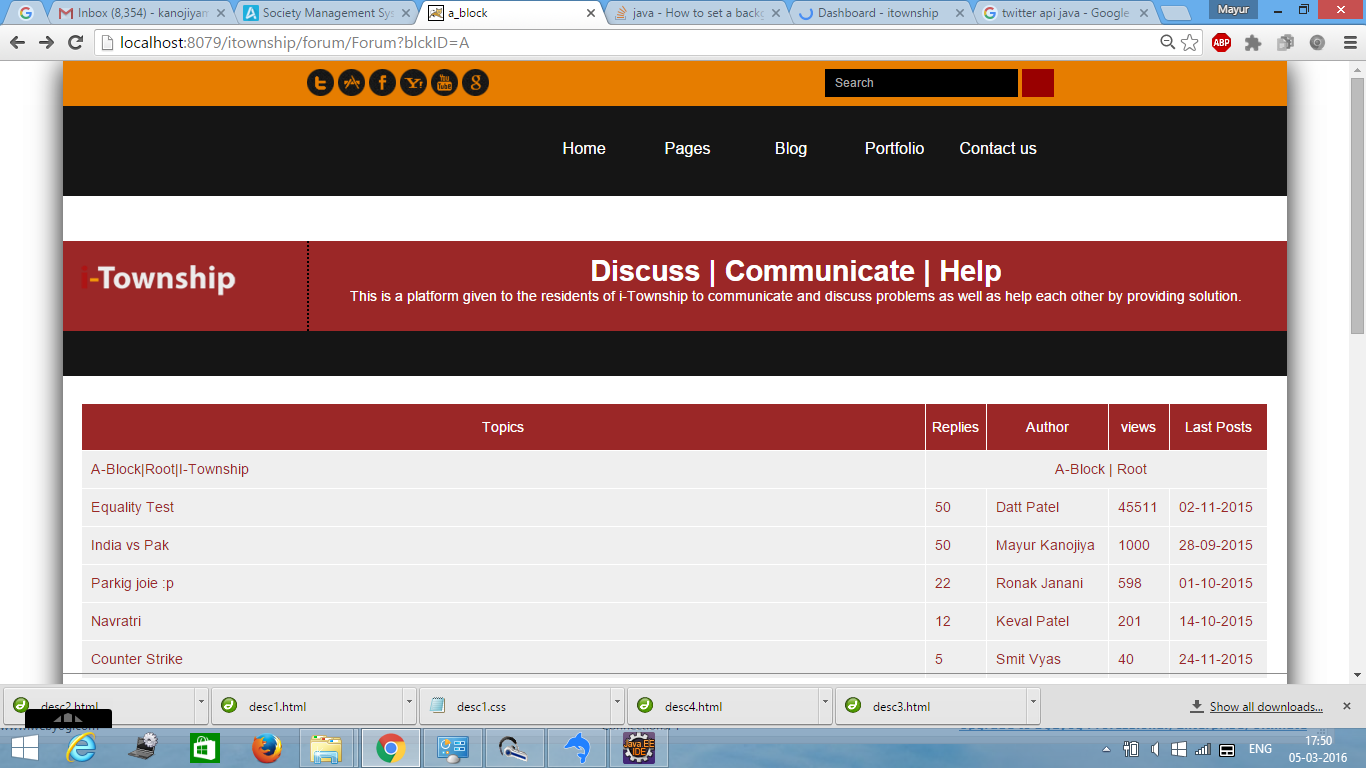 Inbox (8,354) - kanojiyam
Society Management Sys
a_block
java - How to set a backg
Dashboard - itownship
twitter api java - Google
Mayur
localhost:8079/itownship/forum/Forum?blckID=A
ABP
You Tube
Search
Home Pages Blog Portfolio Contact us
i-Township
Discuss | Communicate | Help
This is a platform given to the residents of i-Township to communicate and discuss problems as well as help each other by providing solution.
Topics Replies Author views Last Posts
A-Block|Root|I-Township A-Block | Root
Equality Test 50 Datt Patel 45511 02-11-2015
India vs Pak 50 Mayur Kanojiya 1000 28-09-2015
Parkig joie :p 22 Ronak Janani 598 01-10-2015
Navratri 12 Keval Patel 201 14-10-2015
Counter Strike 5 Smit Vyas 40 24-11-2015
desc2.html desc1.html desc1.css desc4.html desc3.html Show all downloads...
Java EE
IDE
ENG
17:50
05-03-2016